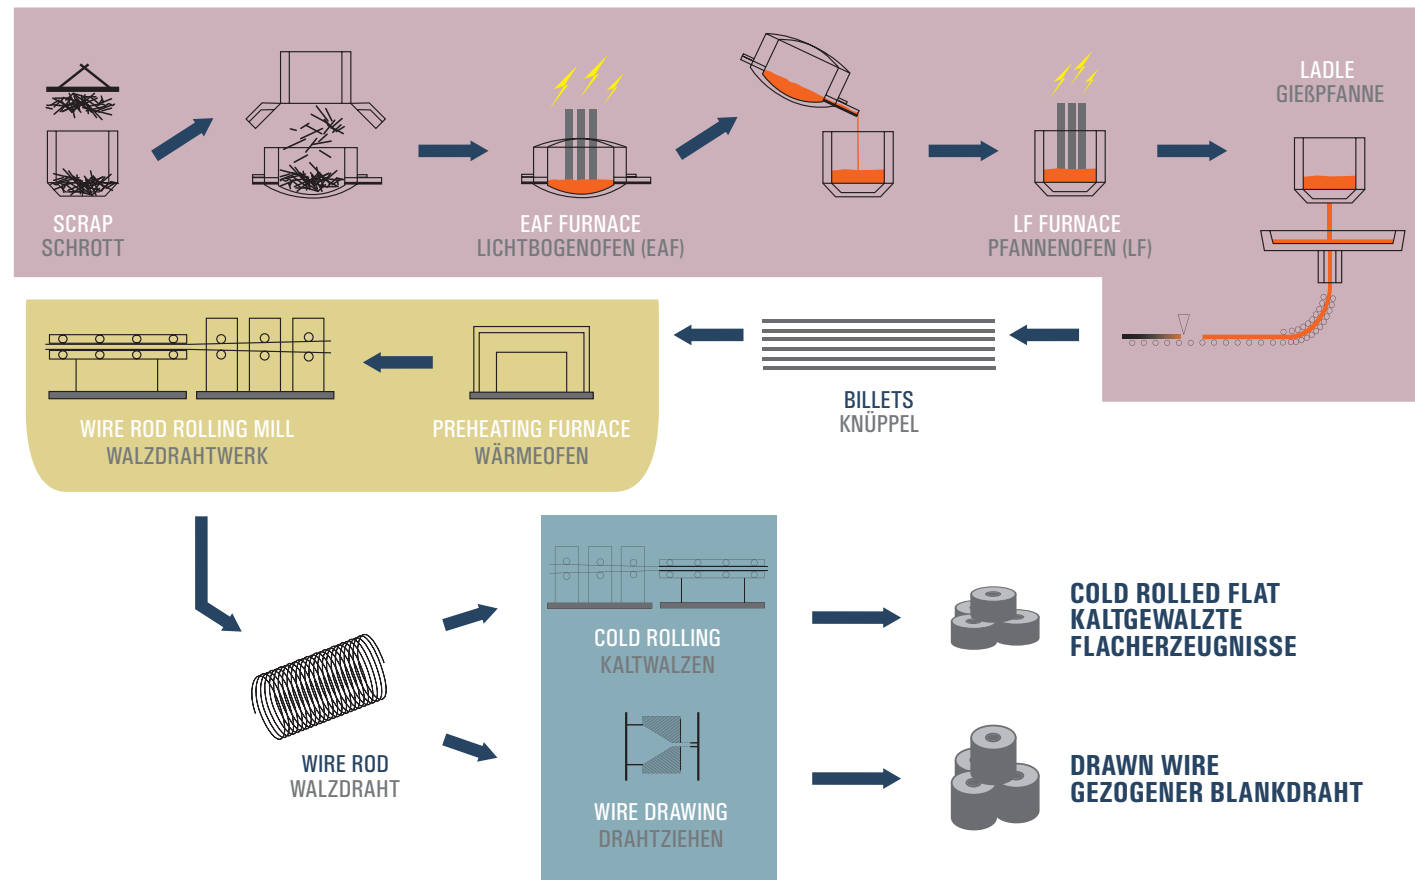 SCRAP
SCHROTT
EAF FURNACE
LICHTBOGENOFEN (EAF)
LF FURNACE
PFANNENOFEN (LF)
LADLE
GIEßPFANNE
BILLETS
KNÜPPEL
PREHEATING FURNACE
WÄRMEOFEN
WIRE ROD ROLLING MILL
WALZDRAHTWERK
WIRE ROD
WALZDRAHT
COLD ROLLING
KALTWALZEN
WIRE DRAWING
DRAHTZIEHEN
COLD ROLLED FLAT
KALTGEWALZTE
FLACHERZEUGNISSE
DRAWN WIRE
GEZOGENER BLANKDRAHT